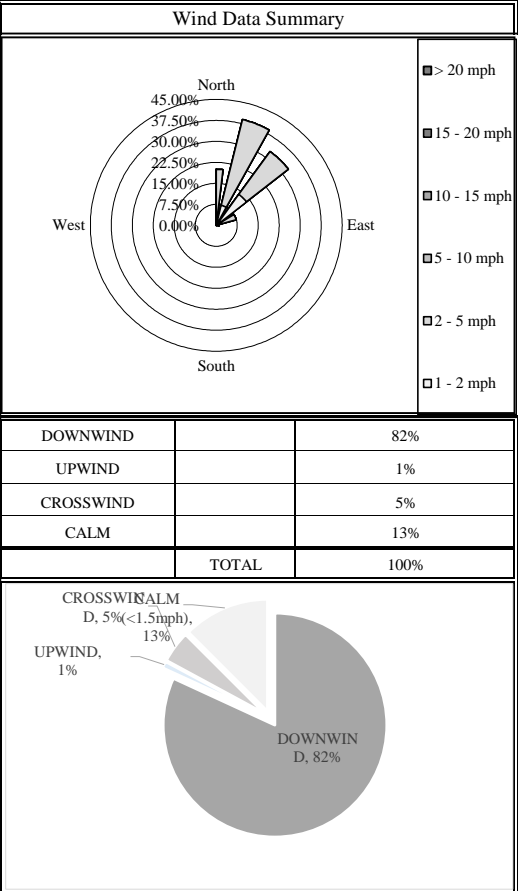 Wind Data Summary
North
45.00%
37.50%
30.00%
22.50%
15.00%
7.50%
0.00%
West
East
South
> 20 mph
15 - 20 mph
10 - 15 mph
5 - 10 mph
2 - 5 mph
1 - 2 mph
DOWNWIND 82%
UPWIND 1%
CROSSWIND 5%
CALM 13%
TOTAL 100%
CROSSWIN
D, 5%
CALM
(<1.5mph),
13%
UPWIND,
1%
DOWNWIN
D, 82%